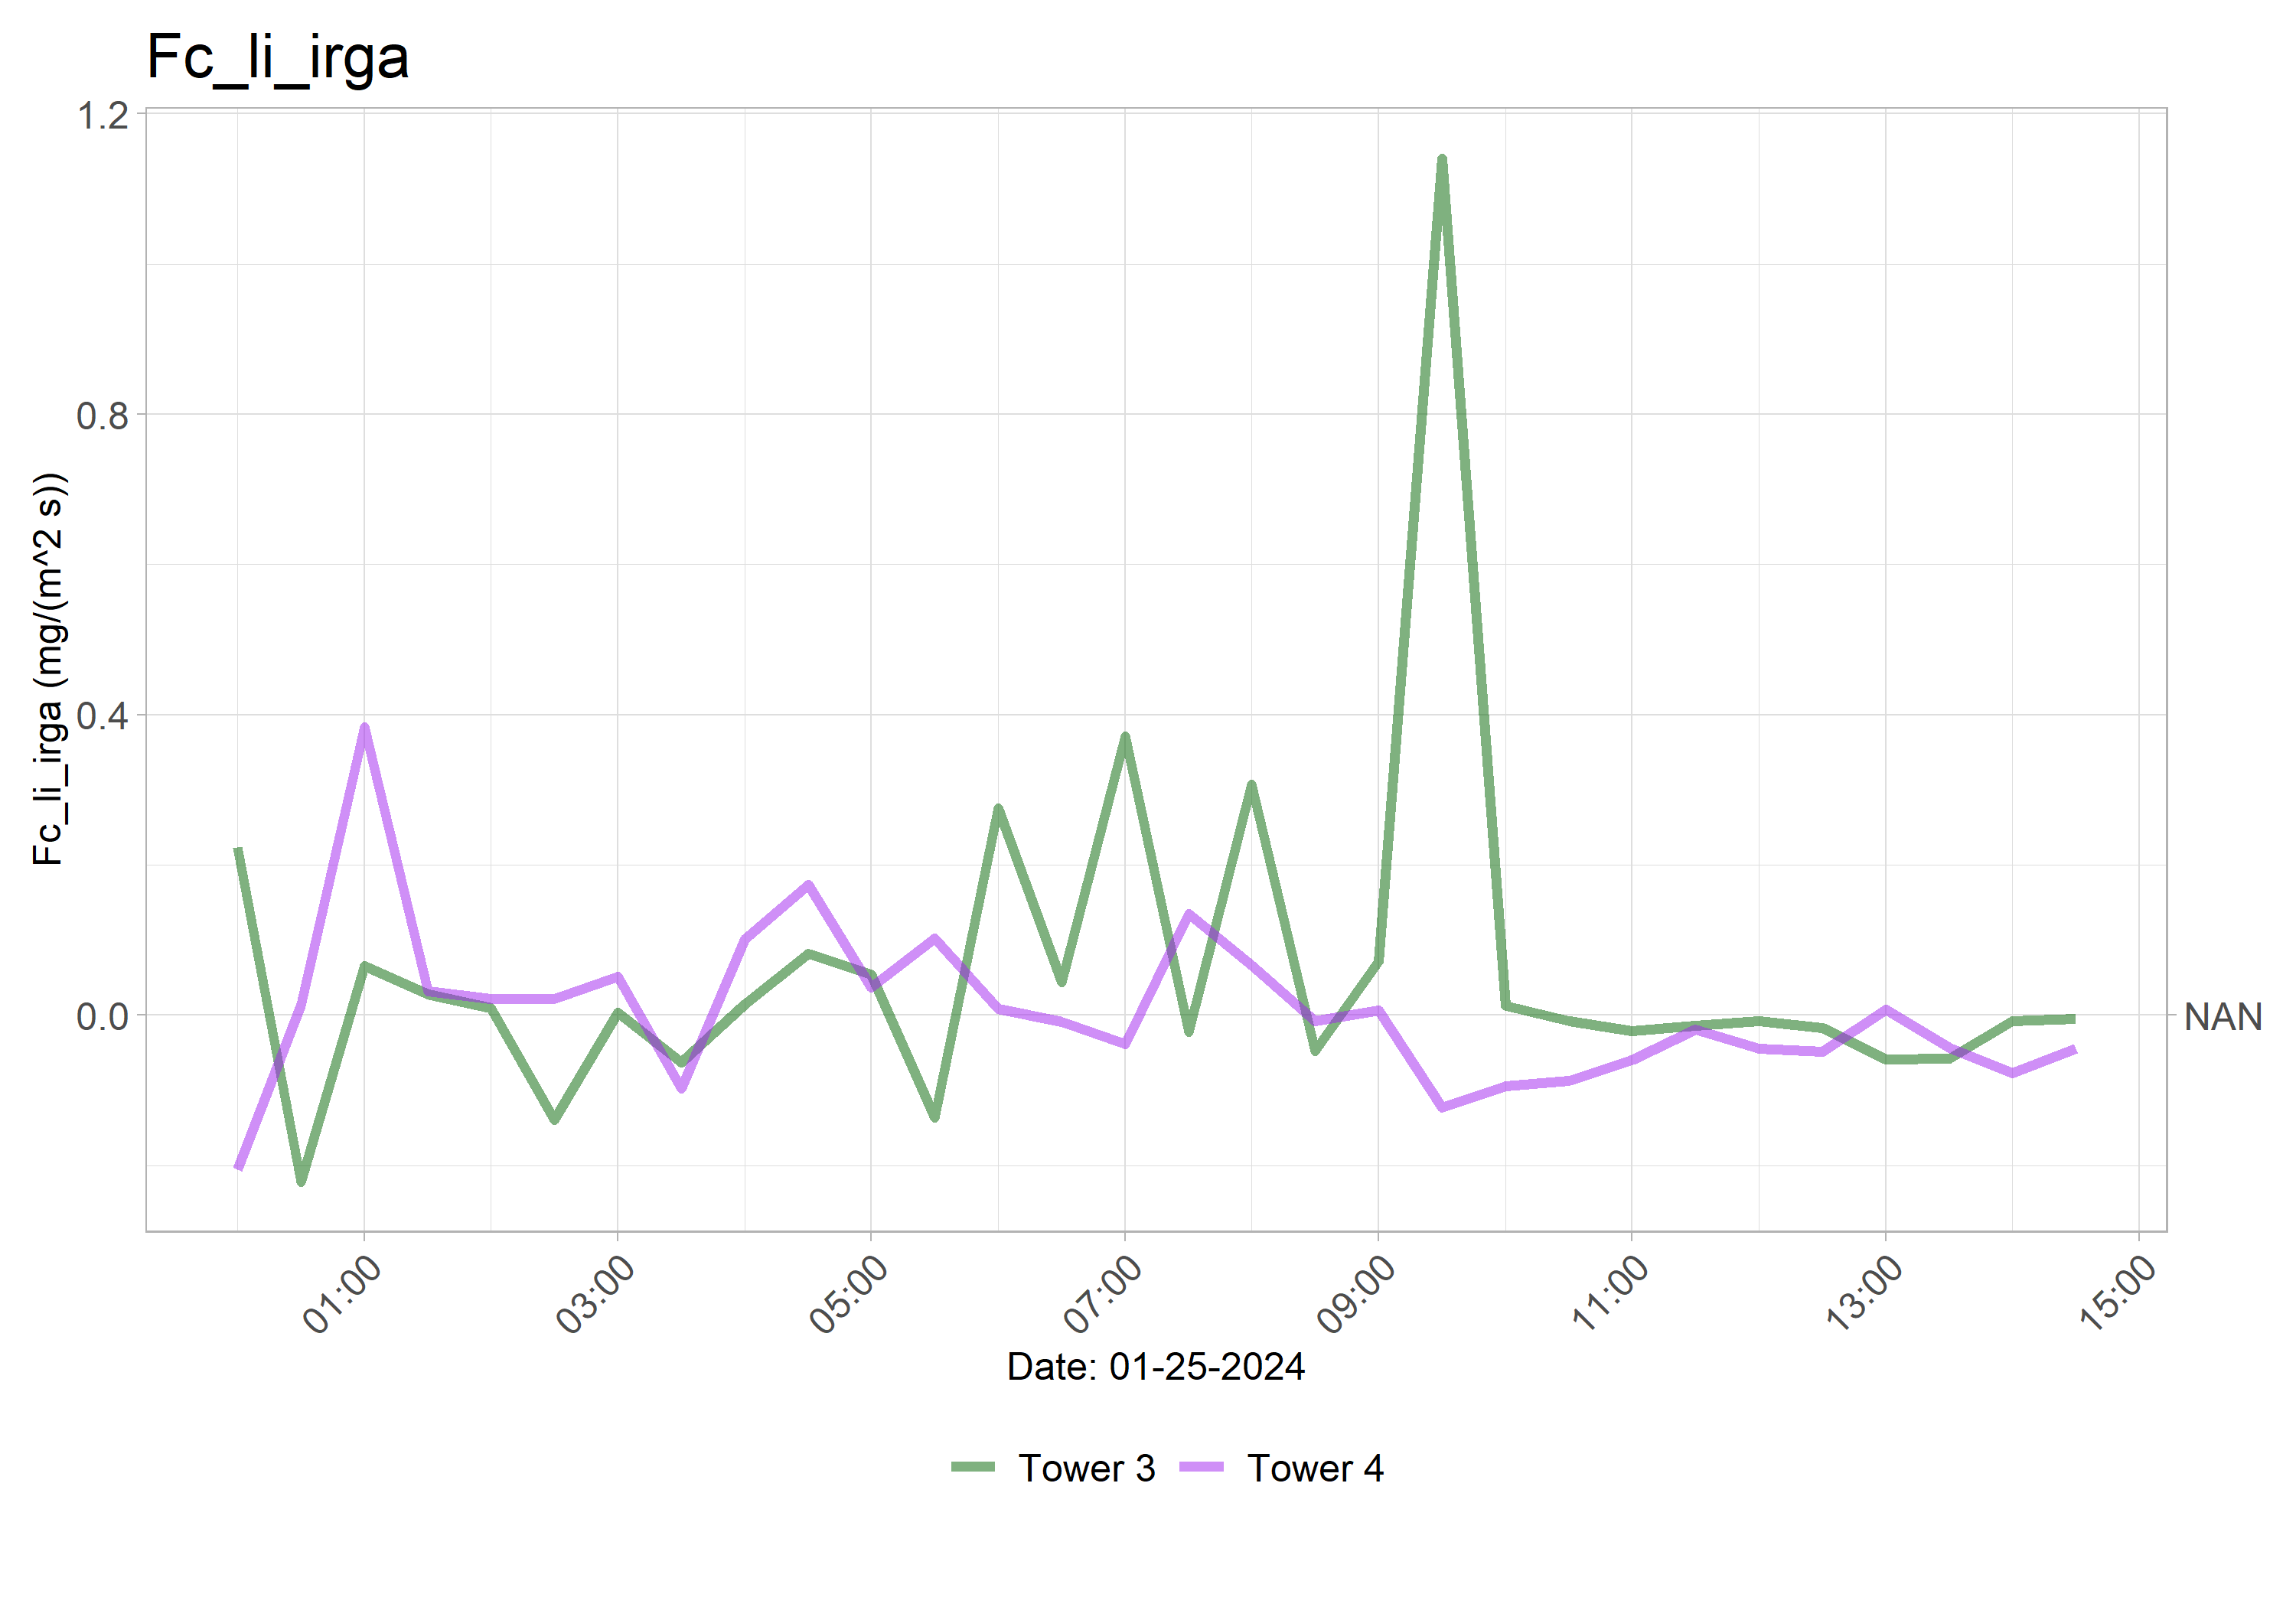 Fc_li_irga
1.2
0.8
0.4
0.0
Fc_li_irga (mg/(m^2 s))
NAN
01:00
03:00
05:00
07:00
09:00
11:00
13:00
15:00
Date: 01-25-2024
Tower 3
Tower 4